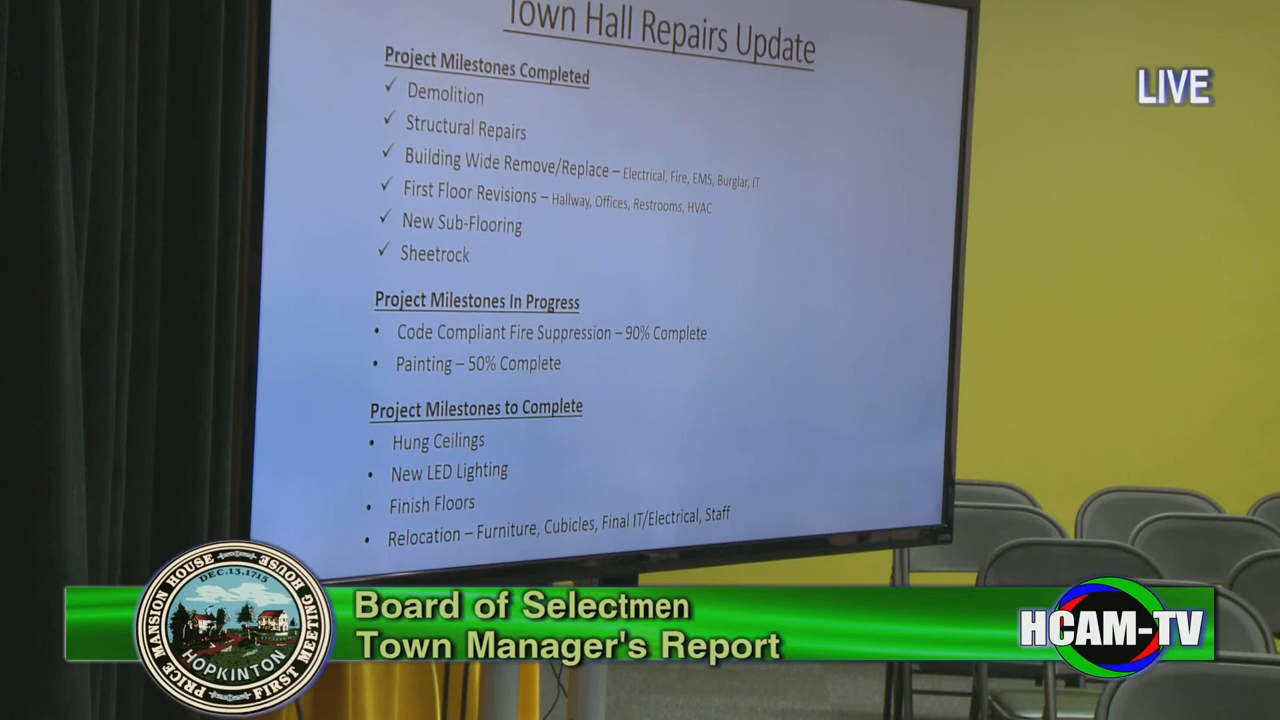 Town Hall Repairs Update
LIVE
Project Milestones Completed
✓ Demolition
✓ Structural Repairs
✓ Building Wide Remove/Replace – Electrical, Fire, EMS, Burglar, IT
✓ First Floor Revisions – Hallway, Offices, Restrooms, HVAC
✓ New Sub-Flooring
✓ Sheetrock
Project Milestones In Progress
• Code Compliant Fire Suppression – 90% Complete
• Painting – 50% Complete
Project Milestones to Complete
• Hung Ceilings
• New LED Lighting
• Finish Floors
• Relocation – Furniture, Cubicles, Final IT/Electrical, Staff
PRICE MANSION HOUSE
FIRST MEETING HOUSE
DEC. 13. 1715
HOPKINTON
Board of Selectmen
Town Manager's Report
HCAM-TV